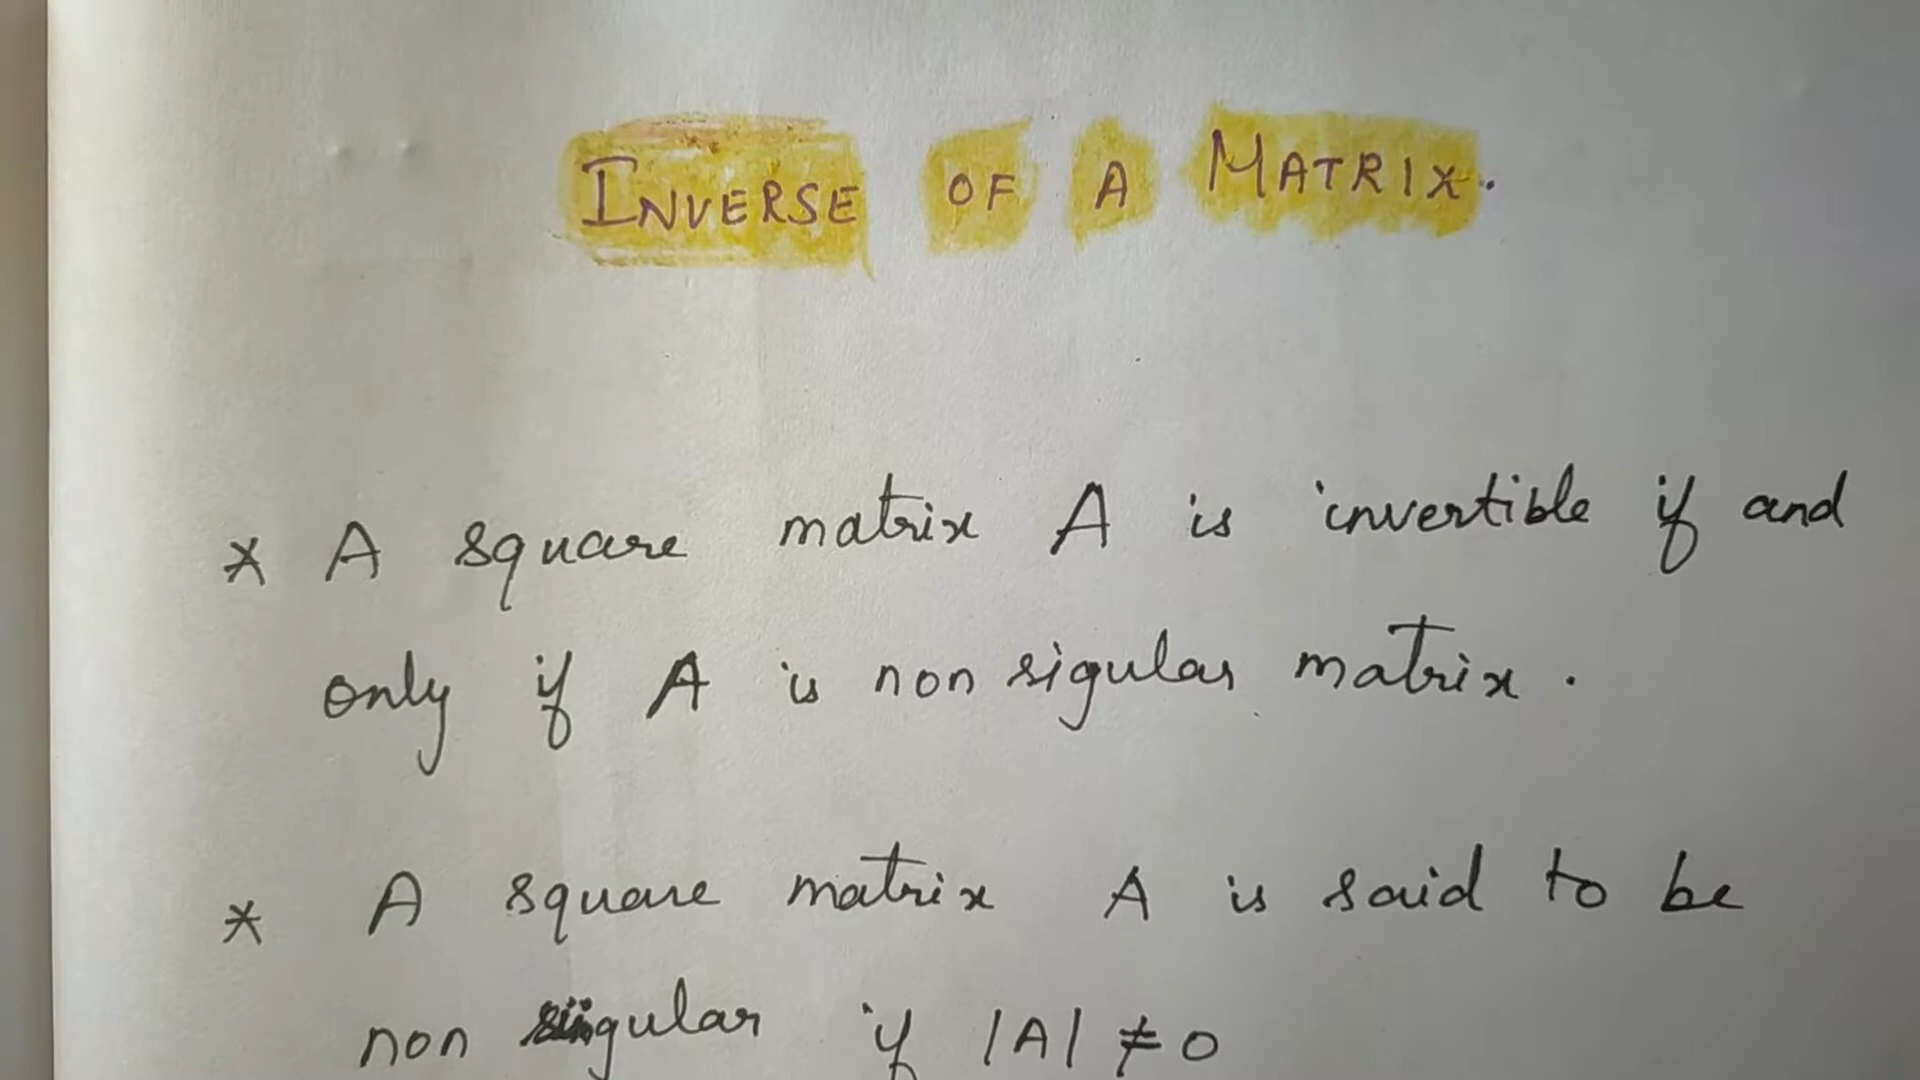 INVERSE OF A MATRIX.
* A square matrix A is invertible if and
only if A is non sigular matrix.
* A square matrix A is said to be
non singular if |A| ≠ 0